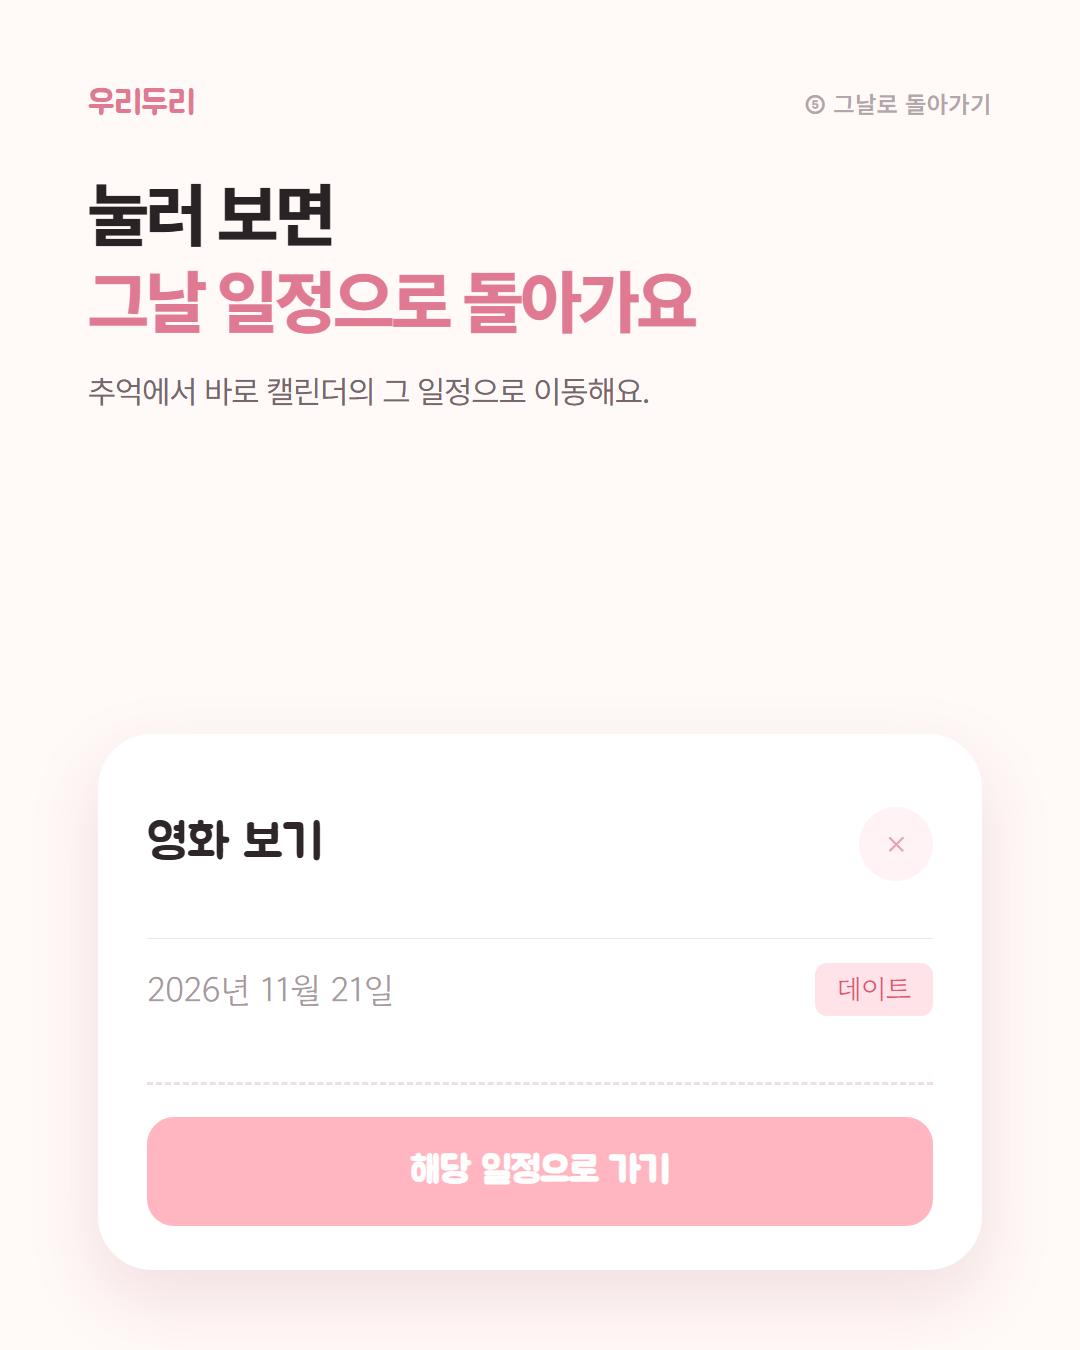 우리두리
⑤ 그날로 돌아가기
눌러 보면
그날 일정으로 돌아가요
추억에서 바로 캘린더의 그 일정으로 이동해요.
영화 보기
×
2026년 11월 21일
데이트
해당 일정으로 가기